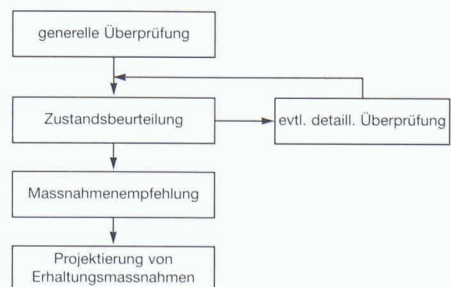 generelle Überprüfung
Zustandsbeurteilung
evtl. detaill. Überprüfung
Massnahmenempfehlung
Projektierung von
Erhaltungsmassnahmen